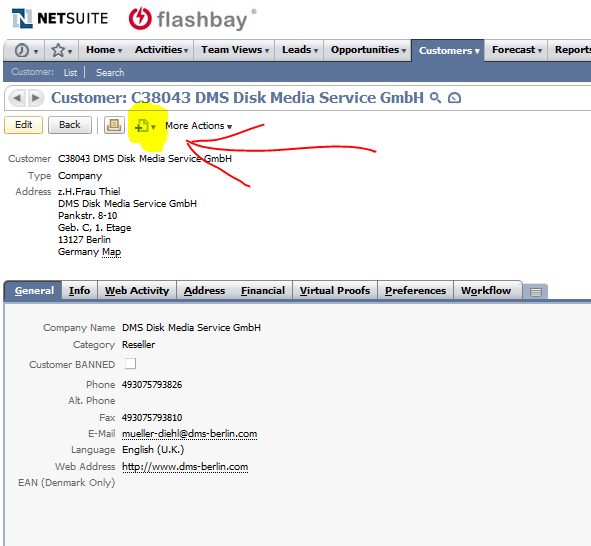 NETSUITE flashbay®
Home Activities Team Views Leads Opportunities Customers Forecast Reports
Customer: List Search
Customer: C38043 DMS Disk Media Service GmbH
Edit Back More Actions
Customer C38043 DMS Disk Media Service GmbH
Type Company
Address z.H.Frau Thiel
DMS Disk Media Service GmbH
Pankstr. 8-10
Geb. C, 1. Etage
13127 Berlin
Germany Map
General Info Web Activity Address Financial Virtual Proofs Preferences Workflow
Company Name DMS Disk Media Service GmbH
Category Reseller
Customer BANNED
Phone 493075793826
Alt. Phone
Fax 493075793810
E-Mail mueller-diehl@dms-berlin.com
Language English (U.K.)
Web Address http://www.dms-berlin.com
EAN (Denmark Only)